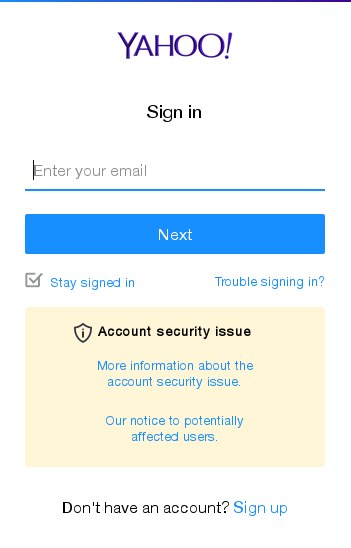 YAHOO!
Sign in
Enter your email
Next
Stay signed in
Trouble signing in?
Account security issue
More information about the
account security issue.
Our notice to potentially
affected users.
Don't have an account? Sign up